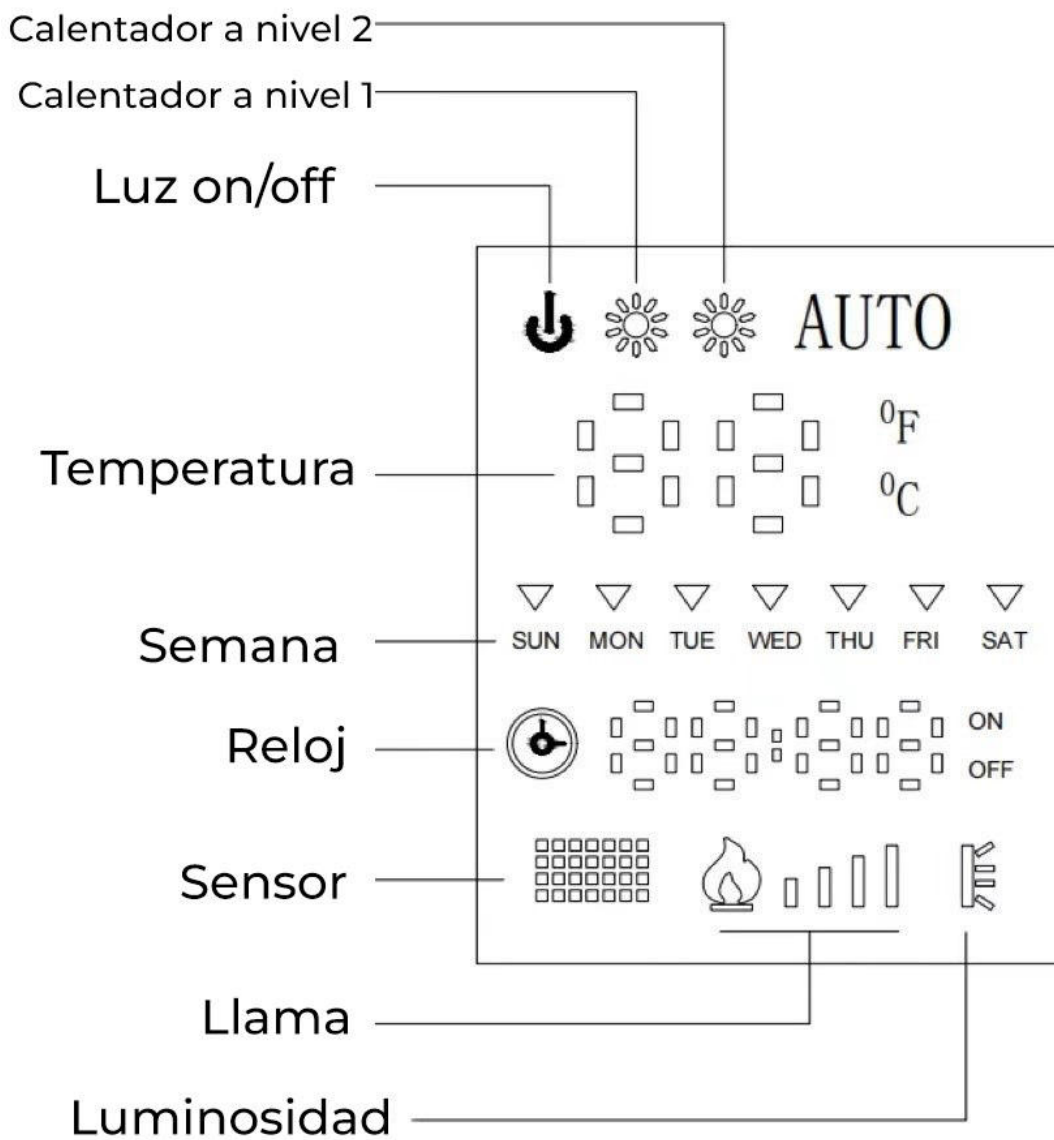 Calentador a nivel 2
Calentador a nivel 1
Luz on/off
AUTO
Temperatura
⁰F
⁰C
Semana
SUN MON TUE WED THU FRI SAT
Reloj
ON
OFF
Sensor
Llama
Luminosidad